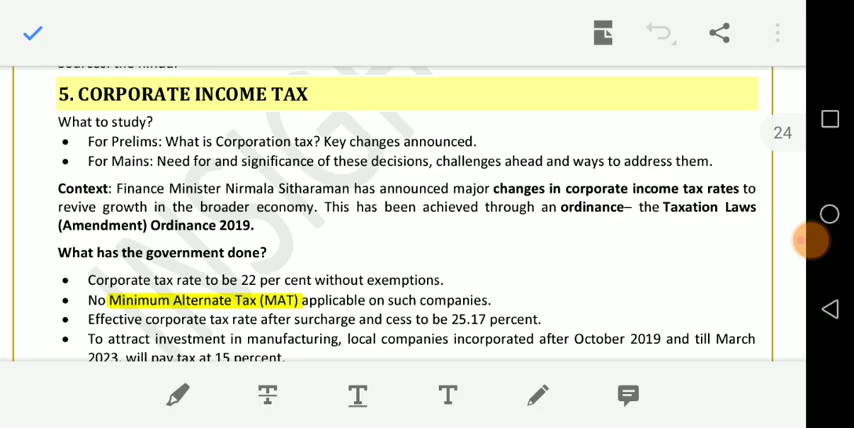 5. CORPORATE INCOME TAX
What to study?
• For Prelims: What is Corporation tax? Key changes announced.
• For Mains: Need for and significance of these decisions, challenges ahead and ways to address them.
Context: Finance Minister Nirmala Sitharaman has announced major changes in corporate income tax rates to
revive growth in the broader economy. This has been achieved through an ordinance– the Taxation Laws
(Amendment) Ordinance 2019.
What has the government done?
• Corporate tax rate to be 22 per cent without exemptions.
• No Minimum Alternate Tax (MAT) applicable on such companies.
• Effective corporate tax rate after surcharge and cess to be 25.17 percent.
• To attract investment in manufacturing, local companies incorporated after October 2019 and till March
2023, will pay tax at 15 percent.
24
T
T
T